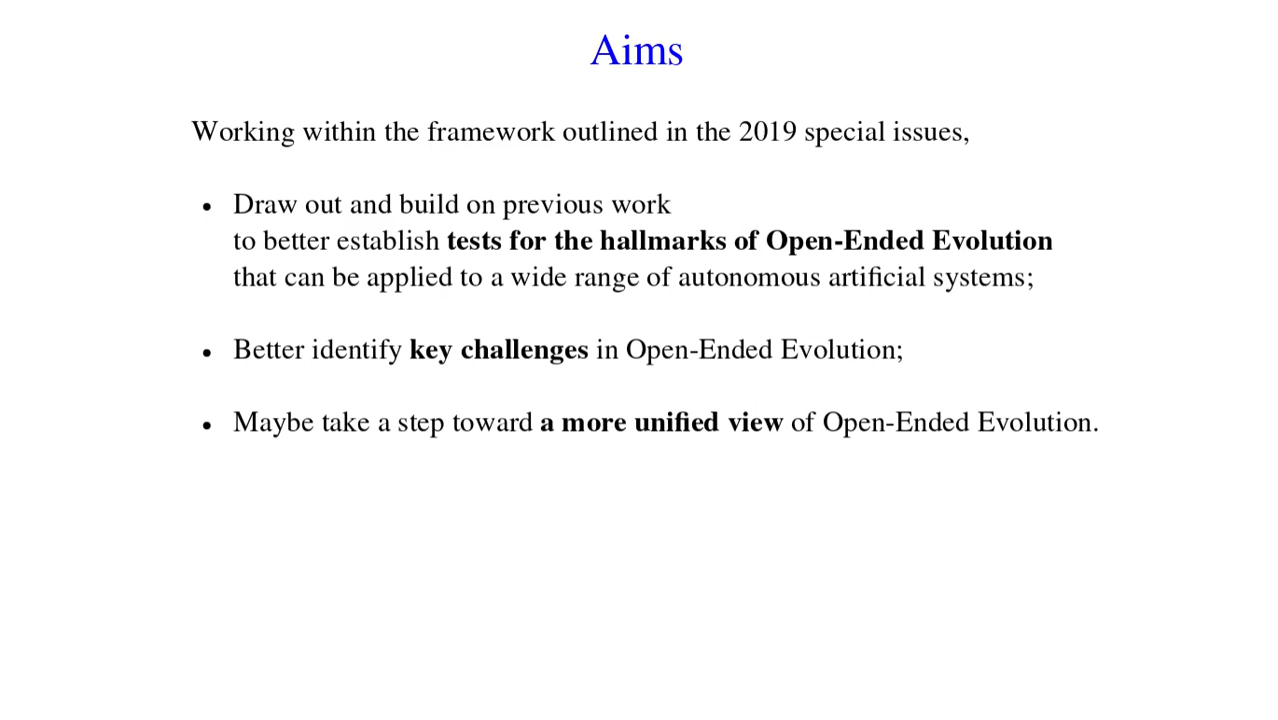 Aims
Working within the framework outlined in the 2019 special issues,
• Draw out and build on previous work
to better establish tests for the hallmarks of Open-Ended Evolution
that can be applied to a wide range of autonomous artificial systems;
• Better identify key challenges in Open-Ended Evolution;
• Maybe take a step toward a more unified view of Open-Ended Evolution.